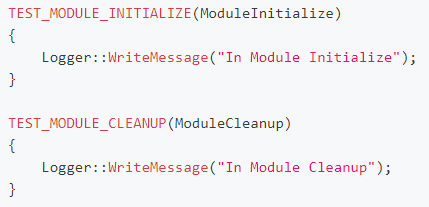 TEST_MODULE_INITIALIZE(ModuleInitialize)
{
    Logger::WriteMessage("In Module Initialize");
}

TEST_MODULE_CLEANUP(ModuleCleanup)
{
    Logger::WriteMessage("In Module Cleanup");
}